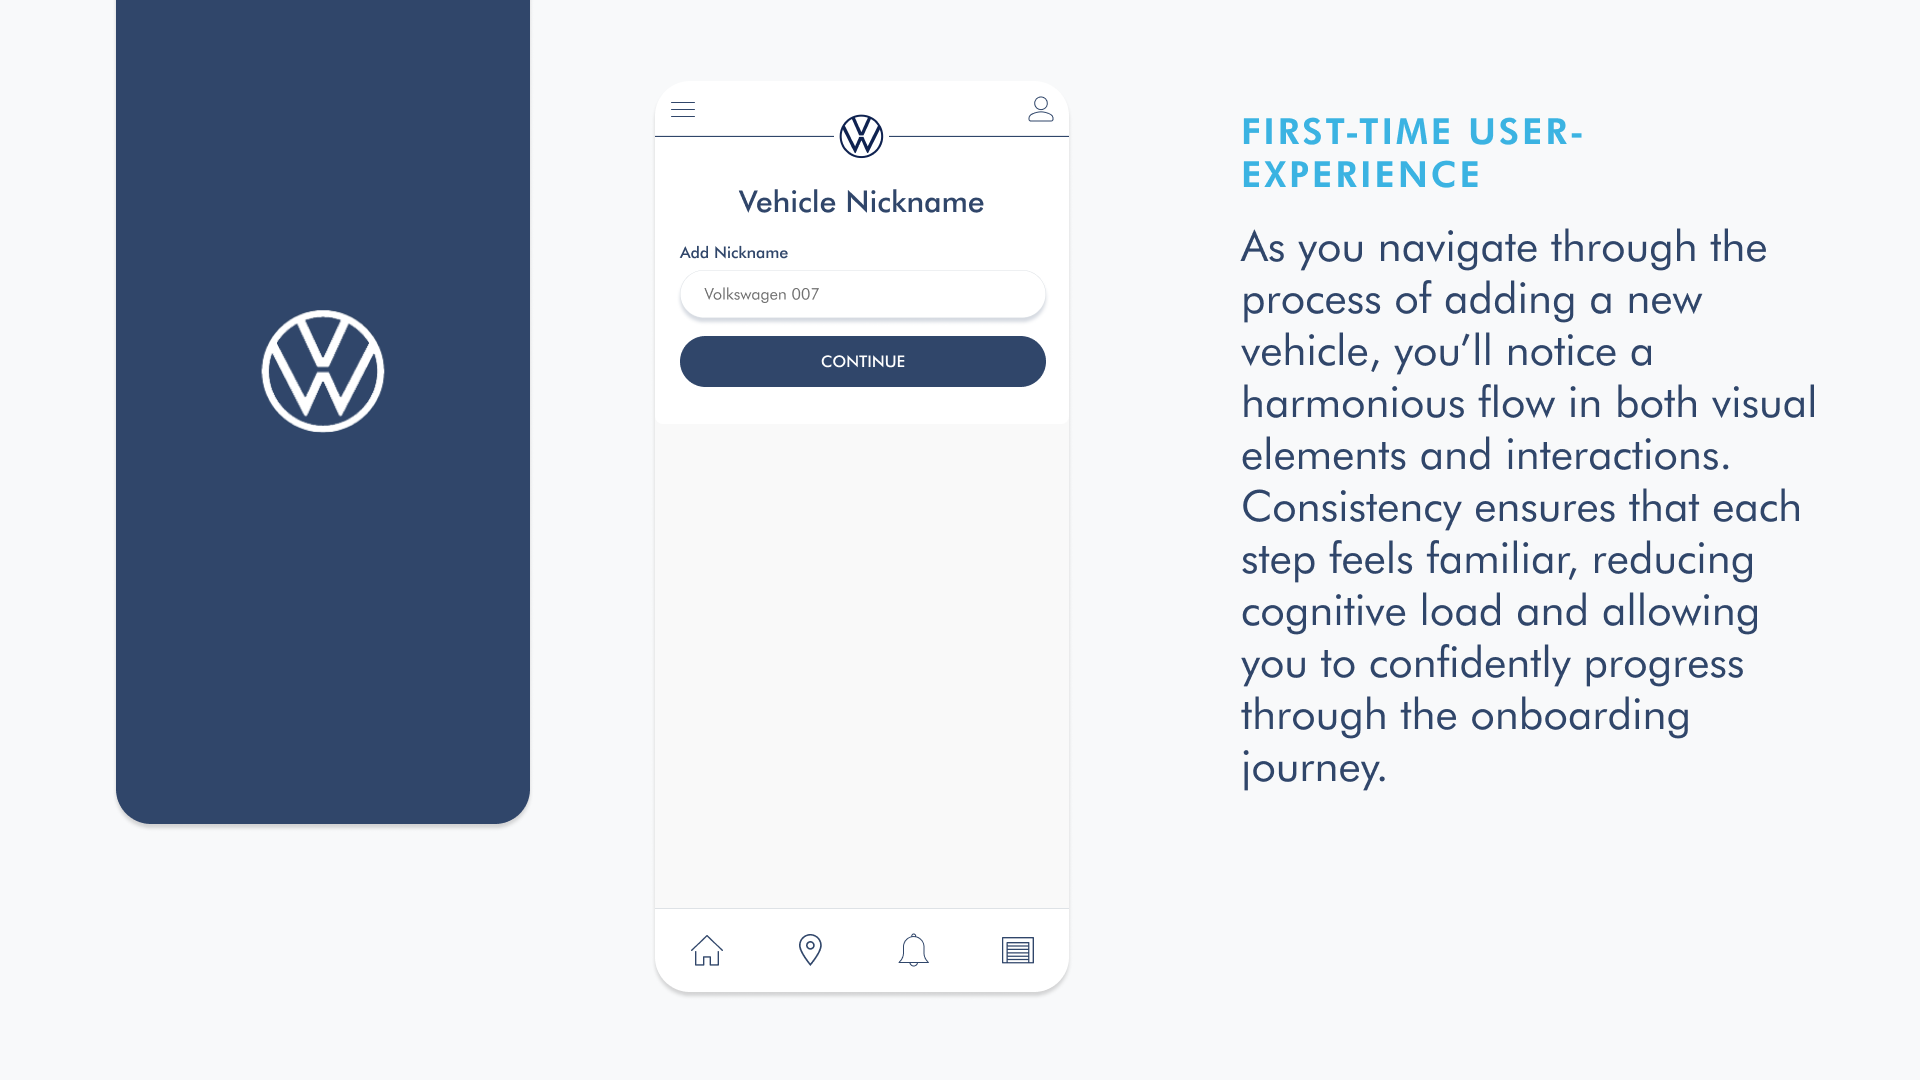 Vehicle Nickname
Add Nickname
Volkswagen 007
CONTINUE
FIRST-TIME USER-
EXPERIENCE
As you navigate through the
process of adding a new
vehicle, you’ll notice a
harmonious flow in both visual
elements and interactions.
Consistency ensures that each
step feels familiar, reducing
cognitive load and allowing
you to confidently progress
through the onboarding
journey.